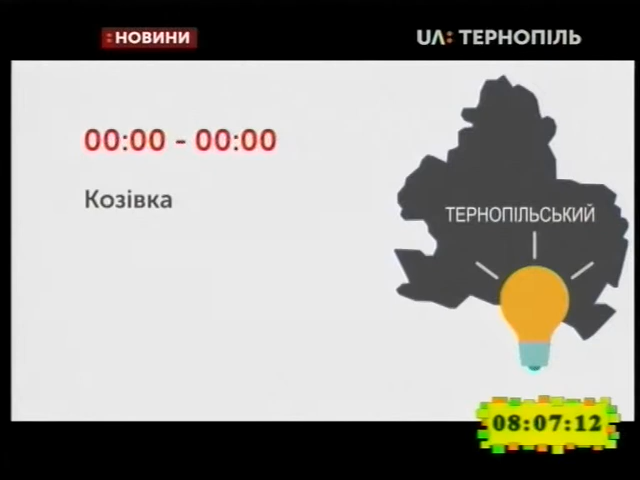 :НОВИНИ
UA: ТЕРНОПІЛЬ
00:00 - 00:00
Козівка
ТЕРНОПІЛЬСЬКИЙ
08:07:12